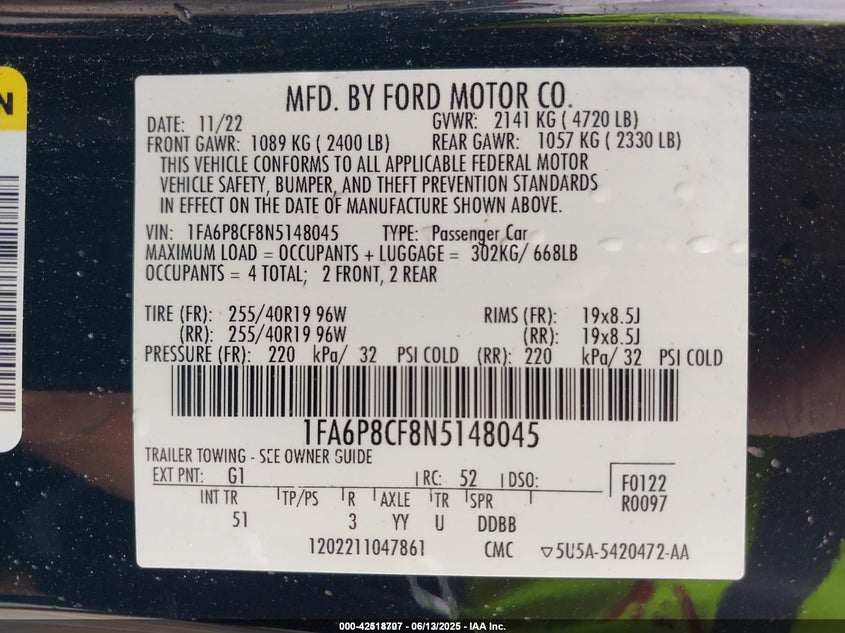 N
MFD. BY FORD MOTOR CO.
DATE: 11/22 GVWR: 2141 KG ( 4720 LB)
FRONT GAWR: 1089 KG ( 2400 LB) REAR GAWR: 1057 KG ( 2330 LB)
THIS VEHICLE CONFORMS TO ALL APPLICABLE FEDERAL MOTOR
VEHICLE SAFETY, BUMPER, AND THEFT PREVENTION STANDARDS
IN EFFECT ON THE DATE OF MANUFACTURE SHOWN ABOVE.
VIN: 1FA6P8CF8N5148045 TYPE: Passenger Car
MAXIMUM LOAD = OCCUPANTS + LUGGAGE = 302KG/ 668LB
OCCUPANTS = 4 TOTAL; 2 FRONT, 2 REAR
TIRE (FR): 255/40R19 96W RIMS (FR): 19x8.5J
(RR): 255/40R19 96W (RR): 19x8.5J
PRESSURE (FR): 220 kPa/ 32 PSI COLD (RR): 220 kPa/ 32 PSI COLD
1FA6P8CF8N5148045
TRAILER TOWING - SEE OWNER GUIDE
EXT PNT: G1 RC: 52 DSO: F0122
INT TR TP/PS R AXLE TR SPR R0097
51 3 YY U DDBB
1202211047861 CMC ▽5U5A-5420472-AA
06/13/2025 - IAA Inc.